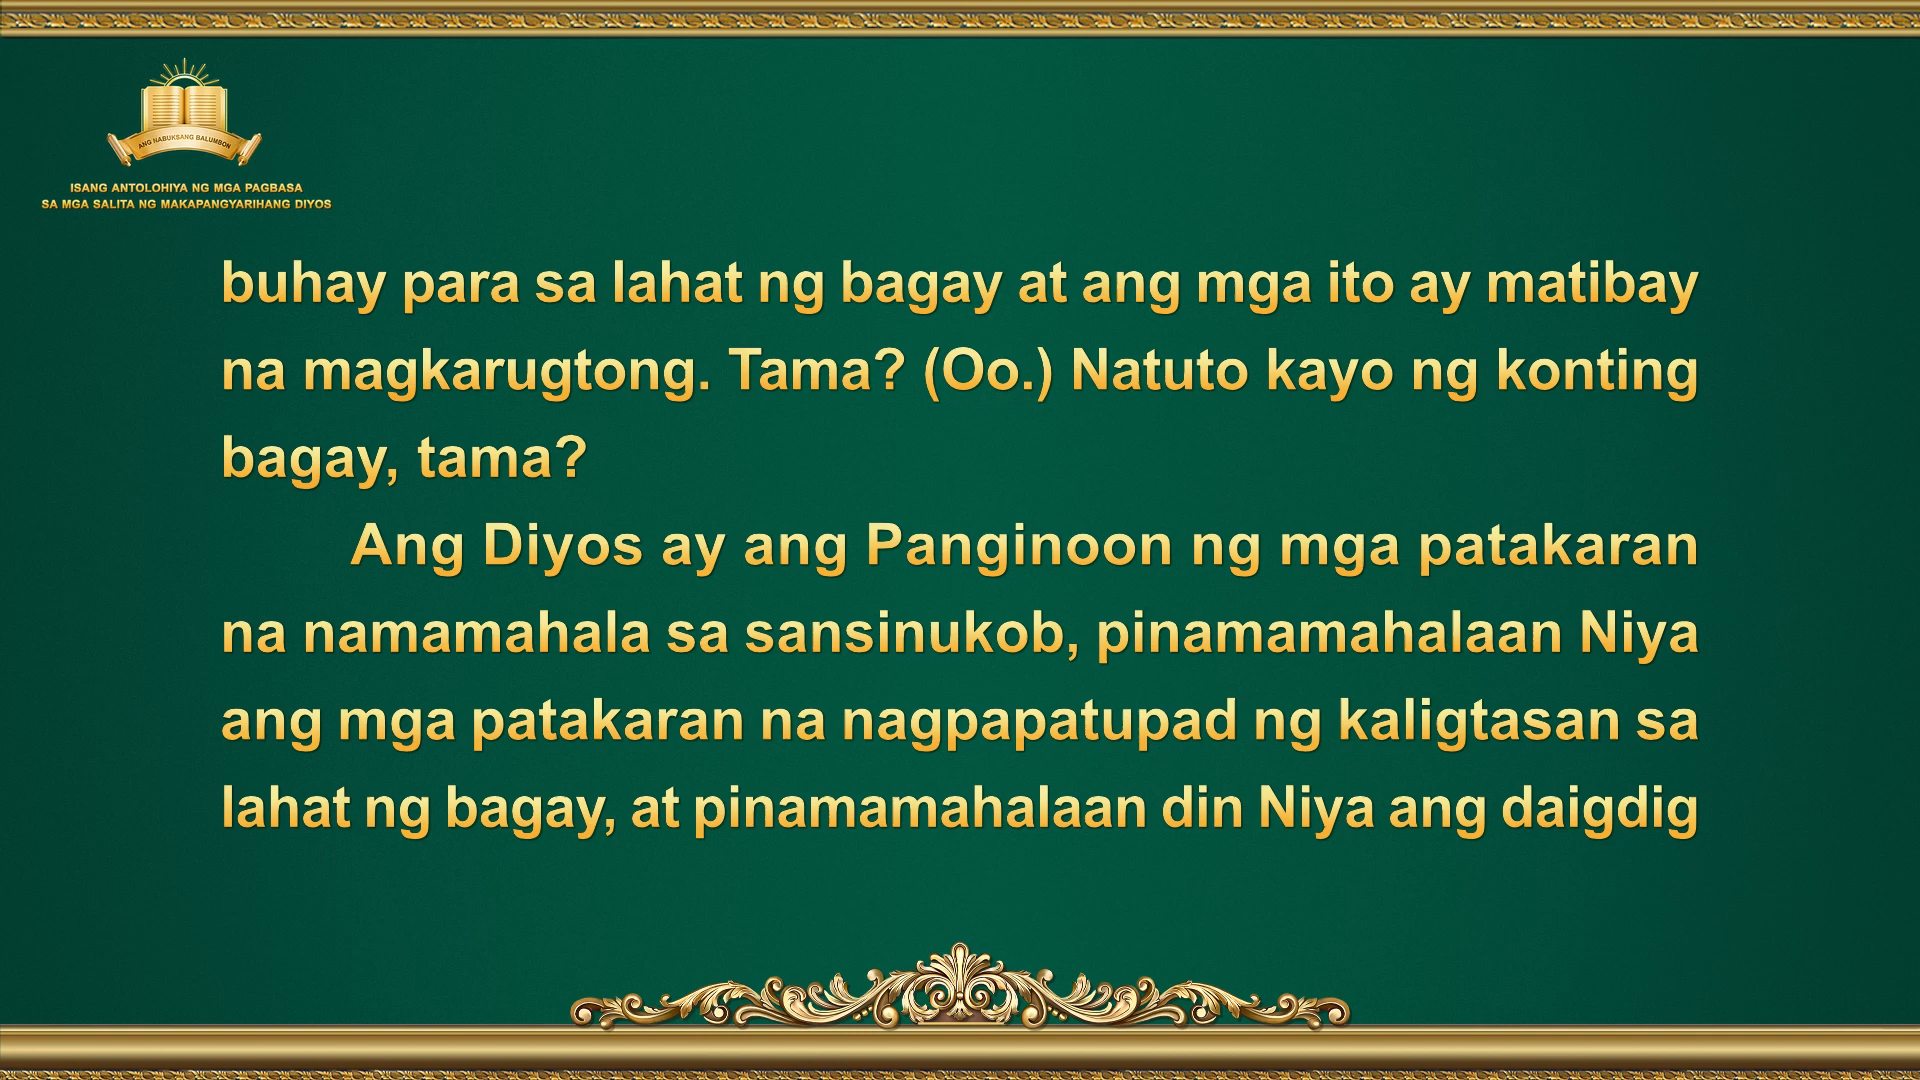 ANG NABUKSANG BALUMBON
ISANG ANTOLOHIYA NG MGA PAGBASA
SA MGA SALITA NG MAKAPANGYARIHANG DIYOS
buhay para sa lahat ng bagay at ang mga ito ay matibay
na magkarugtong. Tama? (Oo.) Natuto kayo ng konting
bagay, tama?
Ang Diyos ay ang Panginoon ng mga patakaran
na namamahala sa sansinukob, pinamamahalaan Niya
ang mga patakaran na nagpapatupad ng kaligtasan sa
lahat ng bagay, at pinamamahalaan din Niya ang daigdig